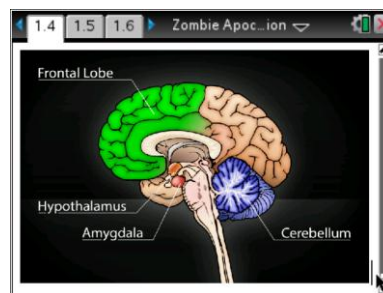 1.4 1.5 1.6 Zombie Apoc...ion
Frontal Lobe
Hypothalamus
Amygdala
Cerebellum